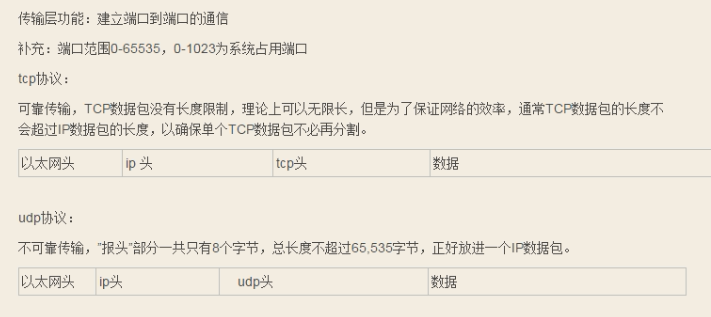 传输层功能：建立端口到端口的通信
补充：端口范围0-65535，0-1023为系统占用端口
tcp协议：
可靠传输，TCP数据包没有长度限制，理论上可以无限长，但是为了保证网络的效率，通常TCP数据包的长度不
会超过IP数据包的长度，以确保单个TCP数据包不必再分割。
以太网头 ip 头 tcp头 数据
udp协议：
不可靠传输，”报头”部分一共只有8个字节，总长度不超过65,535字节，正好放进一个IP数据包。
以太网头 ip头 udp头 数据